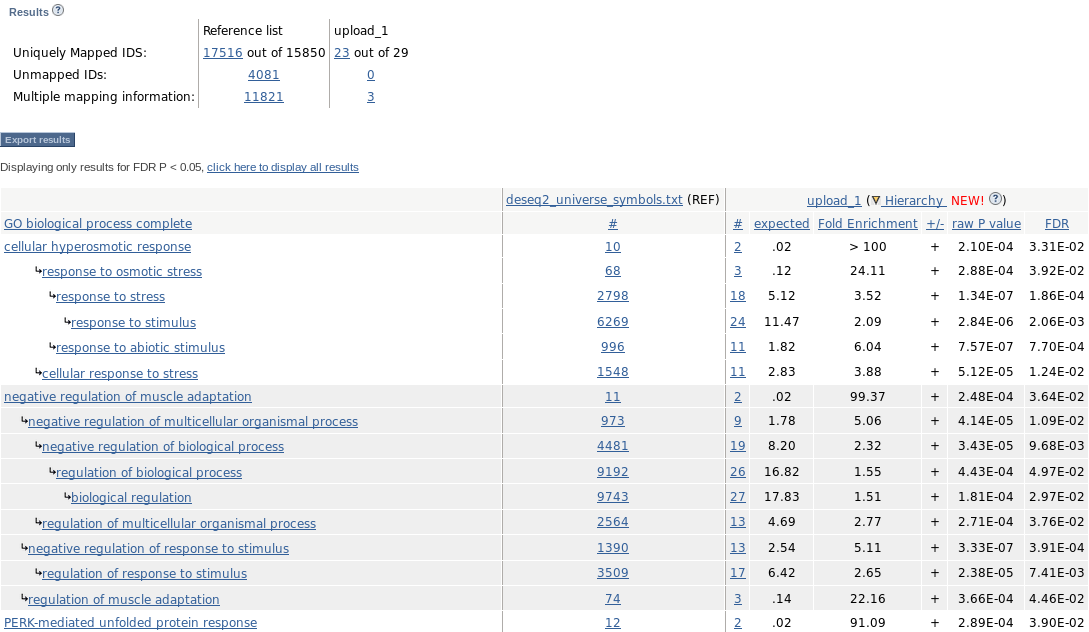 Results ?
Reference list upload_1
Uniquely Mapped IDS: 17516 out of 15850 23 out of 29
Unmapped IDs: 4081 0
Multiple mapping information: 11821 3
Export results
Displaying only results for FDR P < 0.05, click here to display all results
deseq2_universe_symbols.txt (REF) upload_1 (∇ Hierarchy NEW! ?)
GO biological process complete # # expected Fold Enrichment +/- raw P value FDR
cellular hyperosmotic response 10 2 .02 > 100 + 2.10E-04 3.31E-02
↳response to osmotic stress 68 3 .12 24.11 + 2.88E-04 3.92E-02
↳response to stress 2798 18 5.12 3.52 + 1.34E-07 1.86E-04
↳response to stimulus 6269 24 11.47 2.09 + 2.84E-06 2.06E-03
↳response to abiotic stimulus 996 11 1.82 6.04 + 7.57E-07 7.70E-04
↳cellular response to stress 1548 11 2.83 3.88 + 5.12E-05 1.24E-02
negative regulation of muscle adaptation 11 2 .02 99.37 + 2.48E-04 3.64E-02
↳negative regulation of multicellular organismal process 973 9 1.78 5.06 + 4.14E-05 1.09E-02
↳negative regulation of biological process 4481 19 8.20 2.32 + 3.43E-05 9.68E-03
↳regulation of biological process 9192 26 16.82 1.55 + 4.43E-04 4.97E-02
↳biological regulation 9743 27 17.83 1.51 + 1.81E-04 2.97E-02
↳regulation of multicellular organismal process 2564 13 4.69 2.77 + 2.71E-04 3.76E-02
↳negative regulation of response to stimulus 1390 13 2.54 5.11 + 3.33E-07 3.91E-04
↳regulation of response to stimulus 3509 17 6.42 2.65 + 2.38E-05 7.41E-03
↳regulation of muscle adaptation 74 3 .14 22.16 + 3.66E-04 4.46E-02
PERK-mediated unfolded protein response 12 2 .02 91.09 + 2.89E-04 3.90E-02